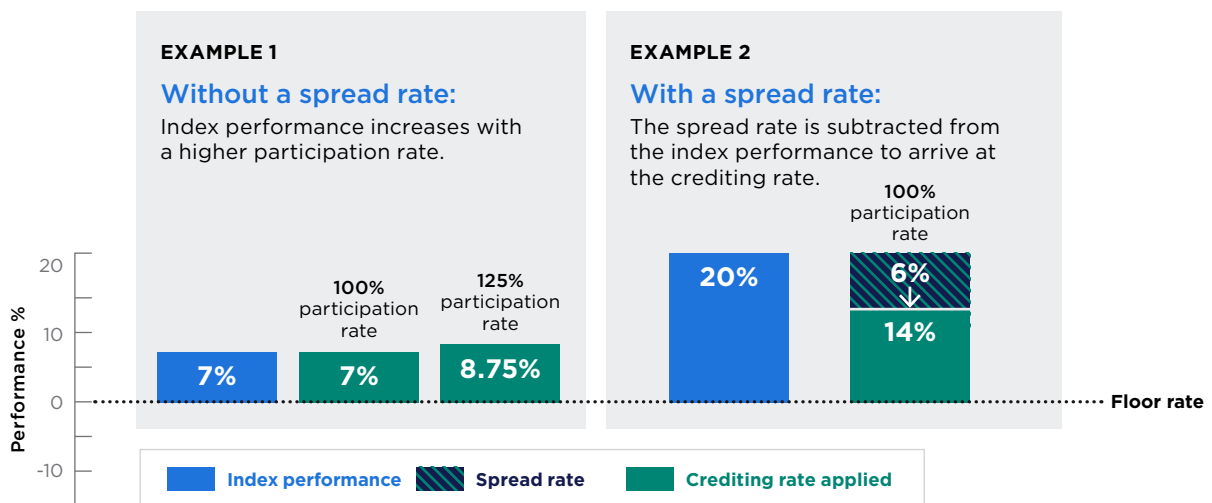 EXAMPLE 1
Without a spread rate:
Index performance increases with
a higher participation rate.
EXAMPLE 2
With a spread rate:
The spread rate is subtracted from
the index performance to arrive at
the crediting rate.
Performance %
20
10
0
-10
7%
100%
participation
rate
7%
125%
participation
rate
8.75%
20%
100%
participation
rate
6%
14%
Floor rate
Index performance
Spread rate
Crediting rate applied